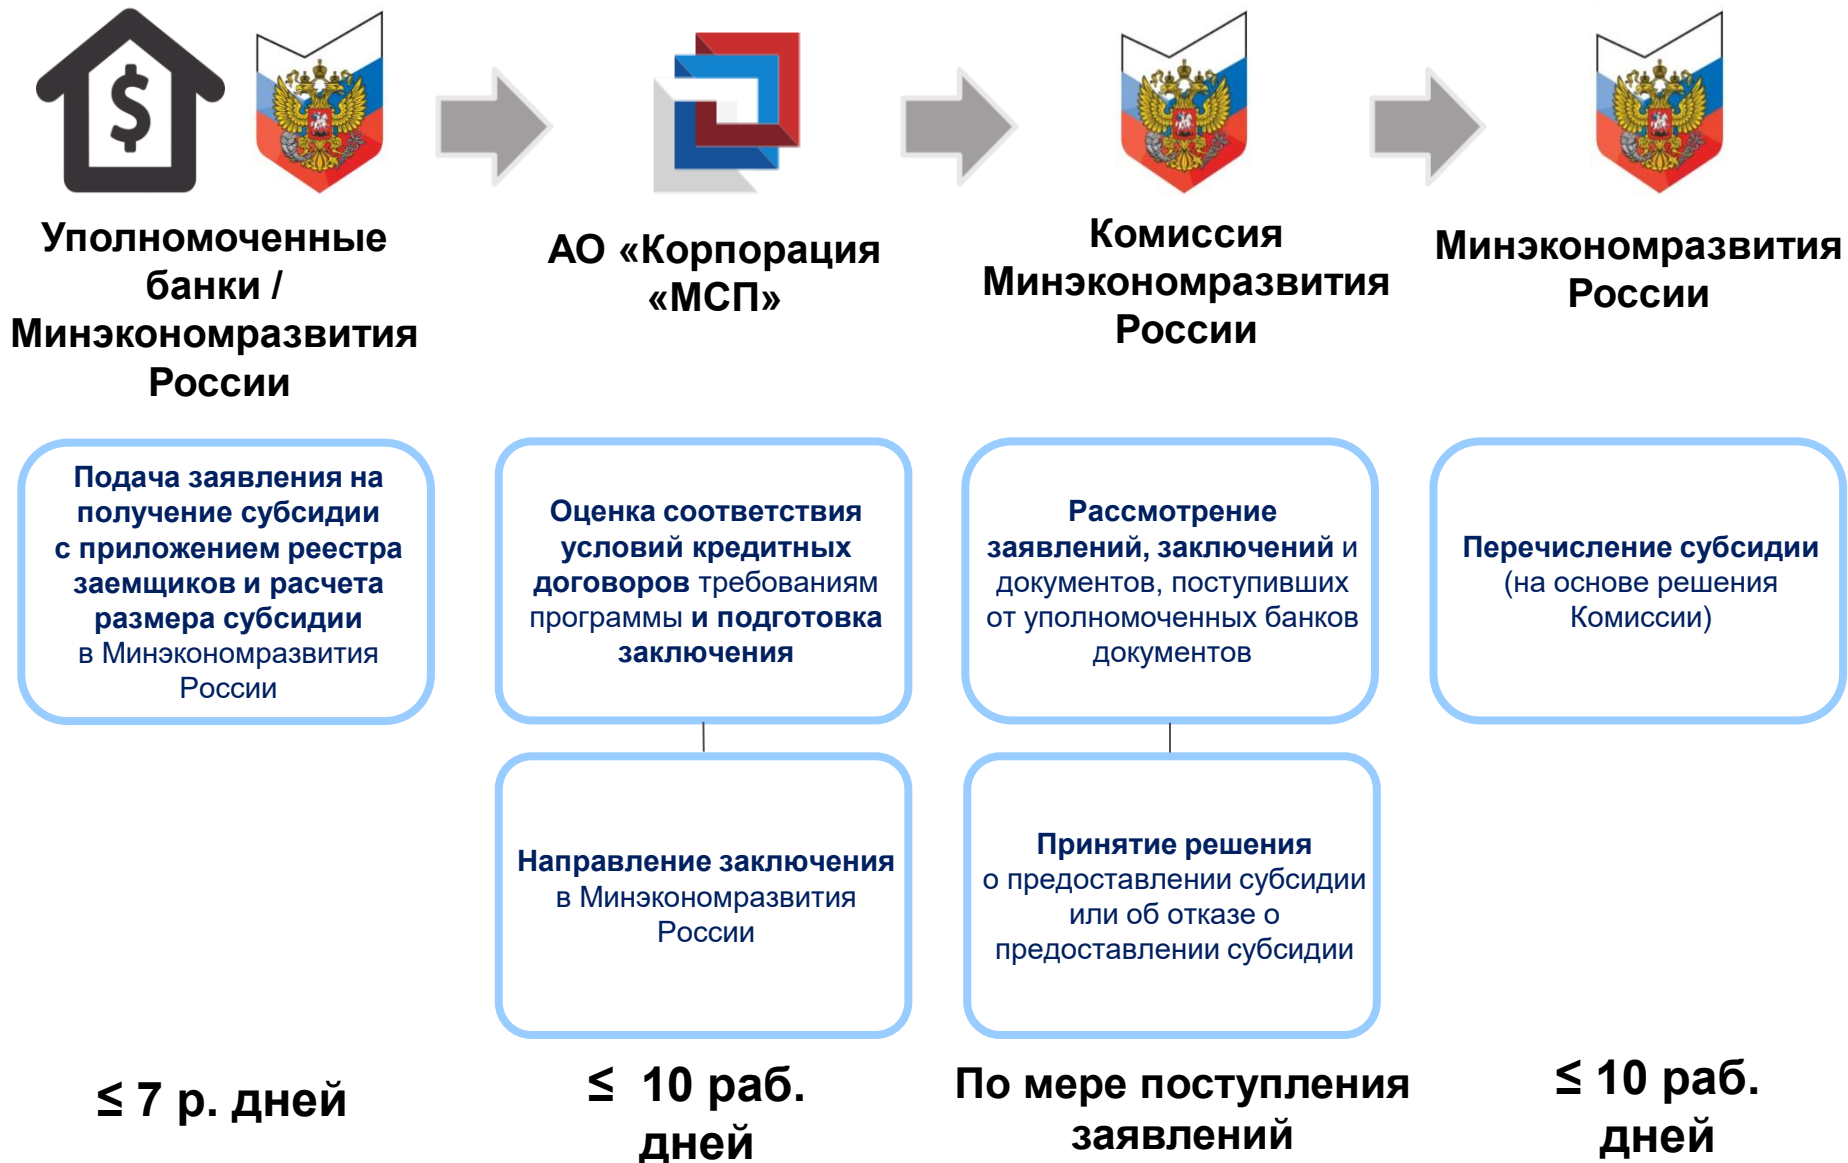 $
Уполномоченные
банки /
Минэкономразвития
России
АО «Корпорация
«МСП»
Комиссия
Минэкономразвития
России
Минэкономразвития
России
Подача заявления на
получение субсидии
с приложением реестра
заемщиков и расчета
размера субсидии
в Минэкономразвития
России
Оценка соответствия
условий кредитных
договоров требованиям
программы и подготовка
заключения
Рассмотрение
заявлений, заключений и
документов, поступивших
от уполномоченных банков
документов
Перечисление субсидии
(на основе решения
Комиссии)
Направление заключения
в Минэкономразвития
России
Принятие решения
о предоставлении субсидии
или об отказе о
предоставлении субсидии
≤ 7 р. дней
≤ 10 раб.
дней
По мере поступления
заявлений
≤ 10 раб.
дней